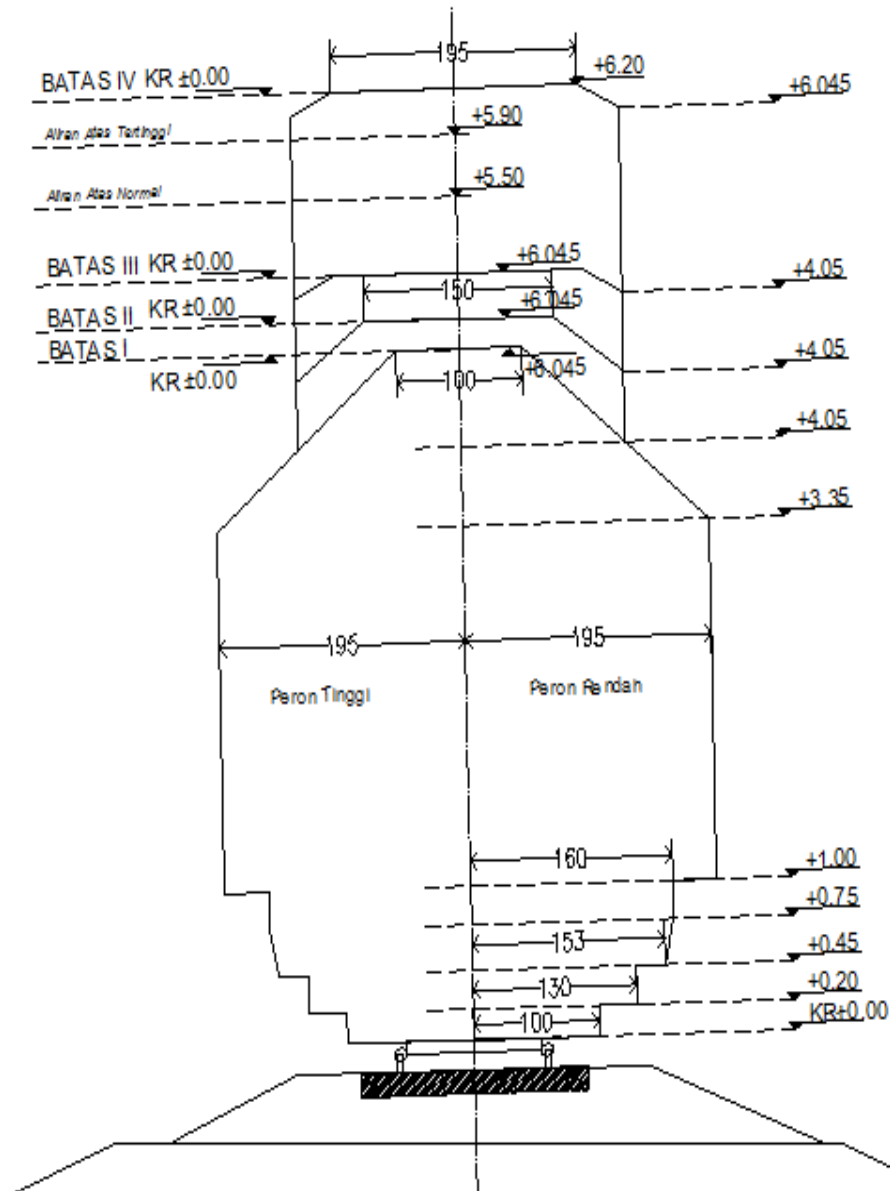 195
BATAS IV KR ±0.00
+6.20
+6.045
Aliran Atas Tertinggi
+5.90
Aliran Atas Normal
+5.50
BATAS III KR ±0.00
+6.045
+4.05
150
BATAS II KR ±0.00
+6.045
BATAS I
KR ±0.00
+6.045
100
+4.05
+4.05
+3.35
195
195
Peron Tinggi
Peron Rendah
160
+1.00
+0.75
153
+0.45
130
+0.20
100
KR±0.00